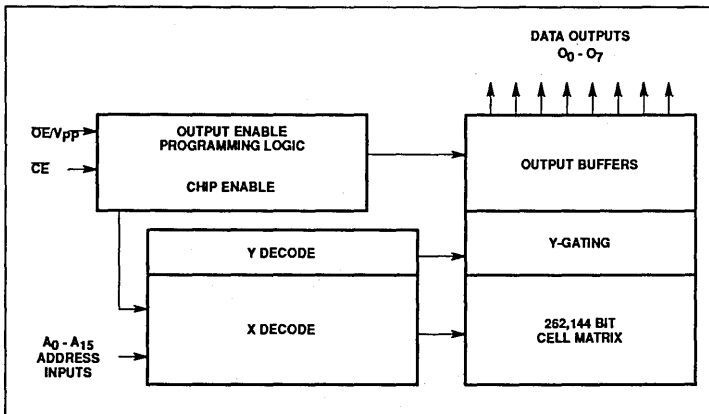 DATA OUTPUTS
O0 - O7
OE/VPP
CE
OUTPUT ENABLE
PROGRAMMING LOGIC
CHIP ENABLE
OUTPUT BUFFERS
Y DECODE
Y-GATING
X DECODE
262,144 BIT
CELL MATRIX
A0 - A15
ADDRESS
INPUTS